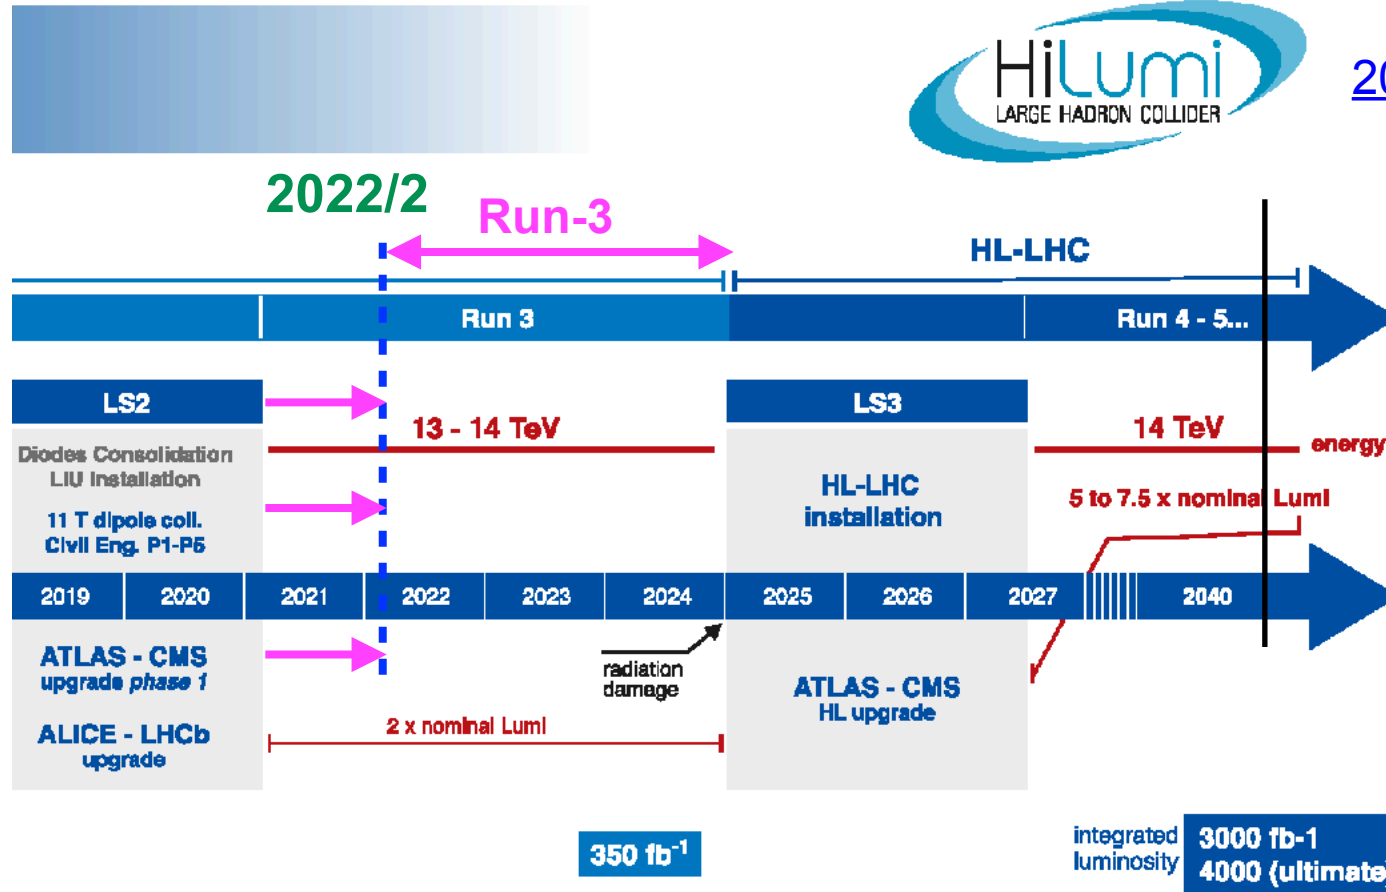 HiLumi
LARGE HADRON COLLIDER
20
2022/2
Run-3
HL-LHC
Run 3
Run 4 - 5...
LS2
LS3
13 - 14 TeV
14 TeV
energy
Diodes Consolidation
LIU Installation
11 T dipole coll.
Civil Eng. P1-P5
HL-LHC
installation
5 to 7.5 x nominal Lumi
2019
2020
2021
2022
2023
2024
2025
2026
2027
2040
ATLAS - CMS
upgrade phase 1
ALICE - LHCb
upgrade
radiation
damage
2 x nominal Lumi
ATLAS - CMS
HL upgrade
350 fb⁻¹
integrated
luminosity
3000 fb-1
4000 (ultimate